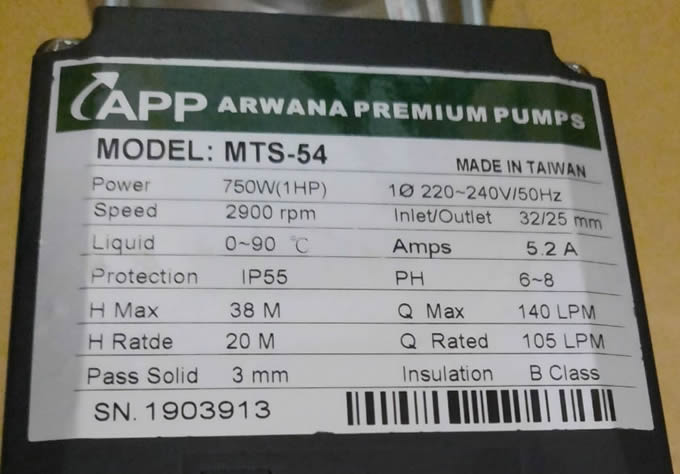 APP ARWANA PREMIUM PUMPS
MODEL: MTS-54 MADE IN TAIWAN
Power 750W(1HP) 1Ø 220~240V/50Hz
Speed 2900 rpm Inlet/Outlet 32/25 mm
Liquid 0~90 ℃ Amps 5.2 A
Protection IP55 PH 6~8
H Max 38 M Q Max 140 LPM
H Ratde 20 M Q Rated 105 LPM
Pass Solid 3 mm Insulation B Class
SN. 1903913